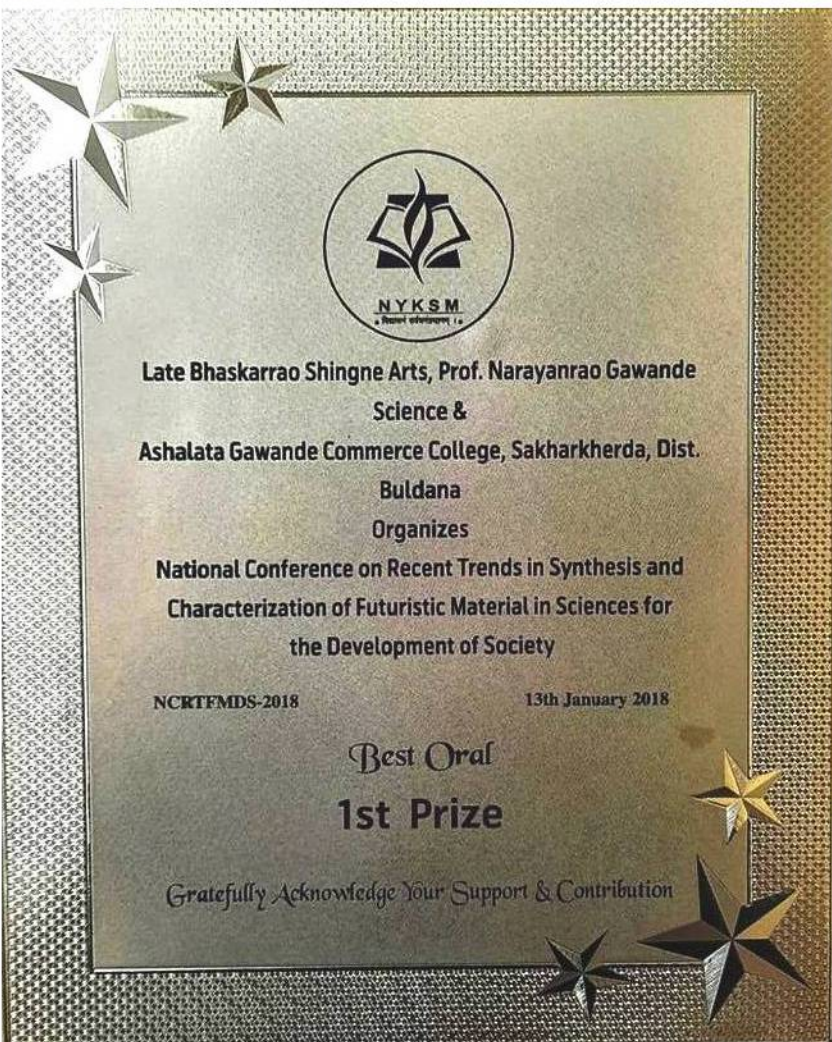 NYKSM
Late Bhaskarrao Shingne Arts, Prof. Narayanrao Gawande
Science &
Ashalata Gawande Commerce College, Sakharkherda, Dist.
Buldana
Organizes
National Conference on Recent Trends in Synthesis and
Characterization of Futuristic Material in Sciences for
the Development of Society
NCRTFMDS-2018 13th January 2018
Best Oral
1st Prize
Gratefully Acknowledge Your Support & Contribution